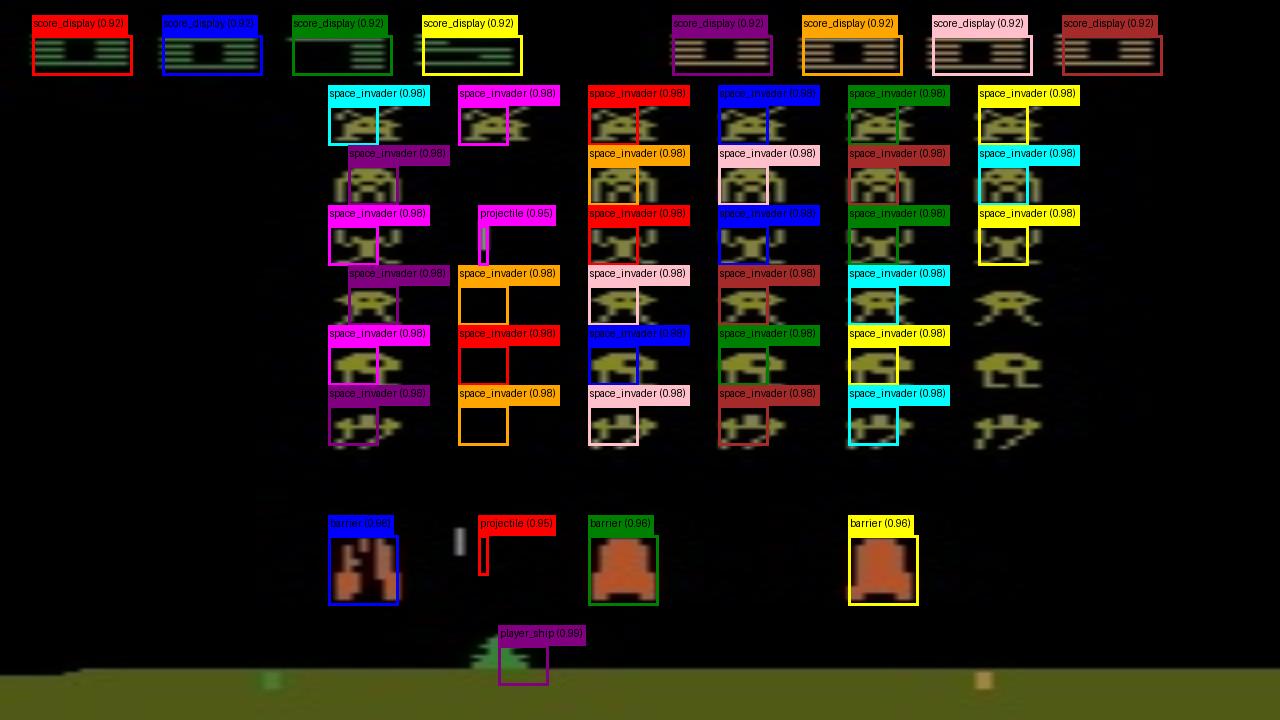 score_display (0.92) score_display (0.92) score_display (0.92) score_display (0.92) score_display (0.92) score_display (0.92) score_display (0.92) score_display (0.92)
space_invader (0.98) space_invader (0.98) space_invader (0.98) space_invader (0.98) space_invader (0.98) space_invader (0.98)
space_invader (0.98) space_invader (0.98) space_invader (0.98) space_invader (0.98) space_invader (0.98)
space_invader (0.98) projectile (0.95) space_invader (0.98) space_invader (0.98) space_invader (0.98) space_invader (0.98)
space_invader (0.98) space_invader (0.98) space_invader (0.98) space_invader (0.98) space_invader (0.98)
space_invader (0.98) space_invader (0.98) space_invader (0.98) space_invader (0.98) space_invader (0.98)
space_invader (0.98) space_invader (0.98) space_invader (0.98) space_invader (0.98) space_invader (0.98)
barrier (0.96) projectile (0.95) barrier (0.96) barrier (0.96)
player_ship (0.99)